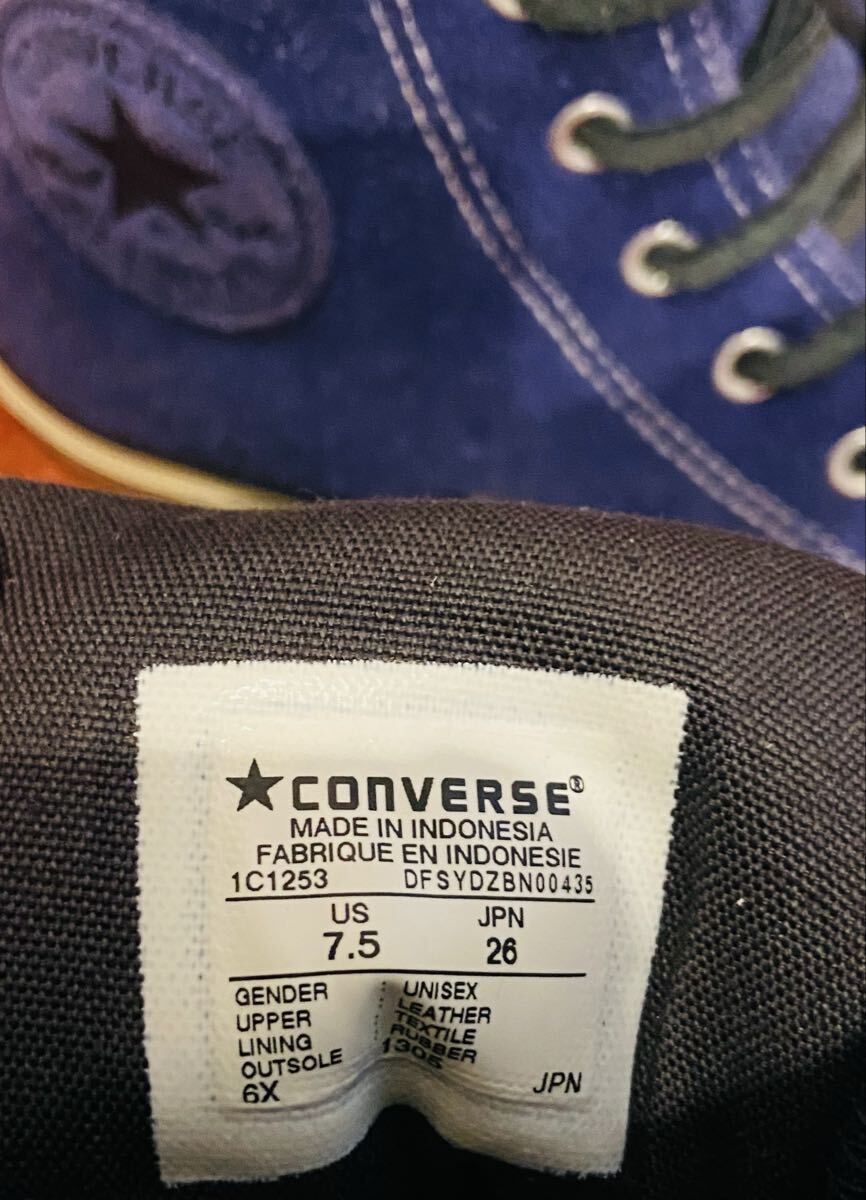 ★CONVERSE®
MADE IN INDONESIA
FABRIQUE EN INDONESIE
1C1253 DFSYDZBN00435
US JPN
7.5 26
GENDER : UNISEX
UPPER : LEATHER
LINING : TEXTILE
OUTSOLE : RUBBER
6X 1305 JPN